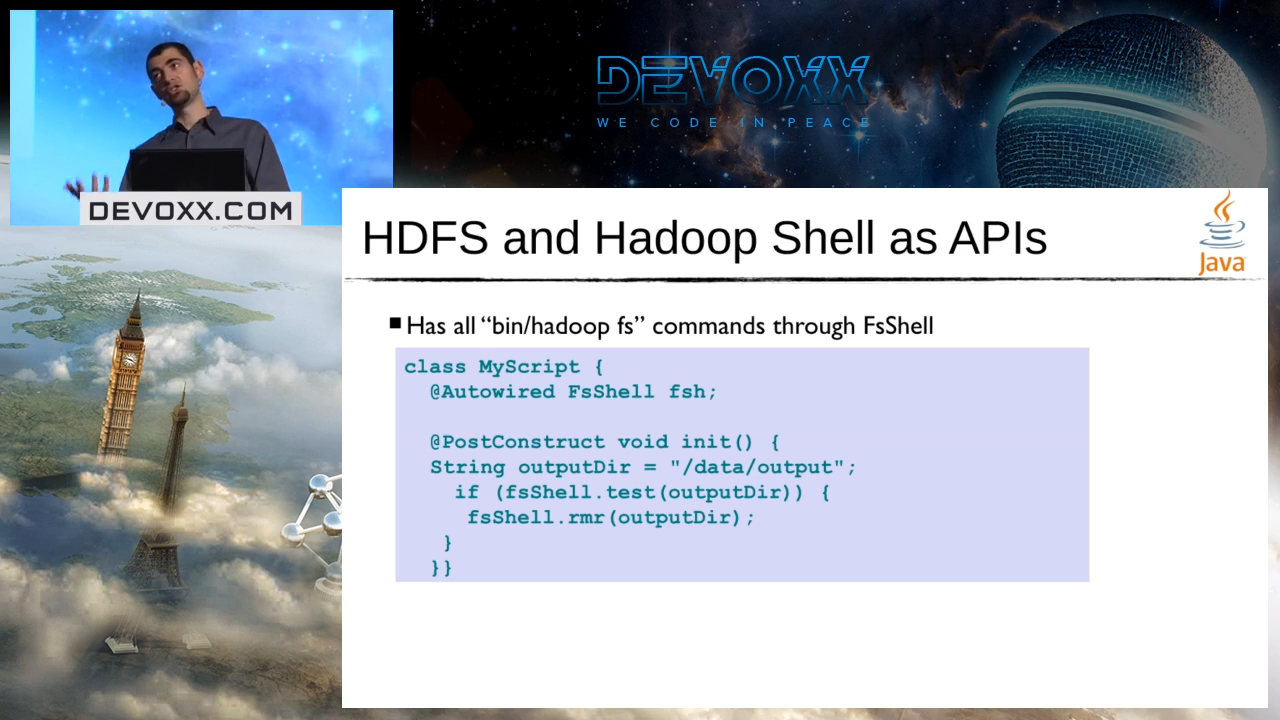 DEVOXX
WE CODE IN PEACE
DEVOXX.COM
HDFS and Hadoop Shell as APIs
Java
Has all “bin/hadoop fs” commands through FsShell
class MyScript {
@Autowired FsShell fsh;
@PostConstruct void init() {
String outputDir = "/data/output";
if (fsShell.test(outputDir)) {
fsShell.rmr(outputDir);
}
}}